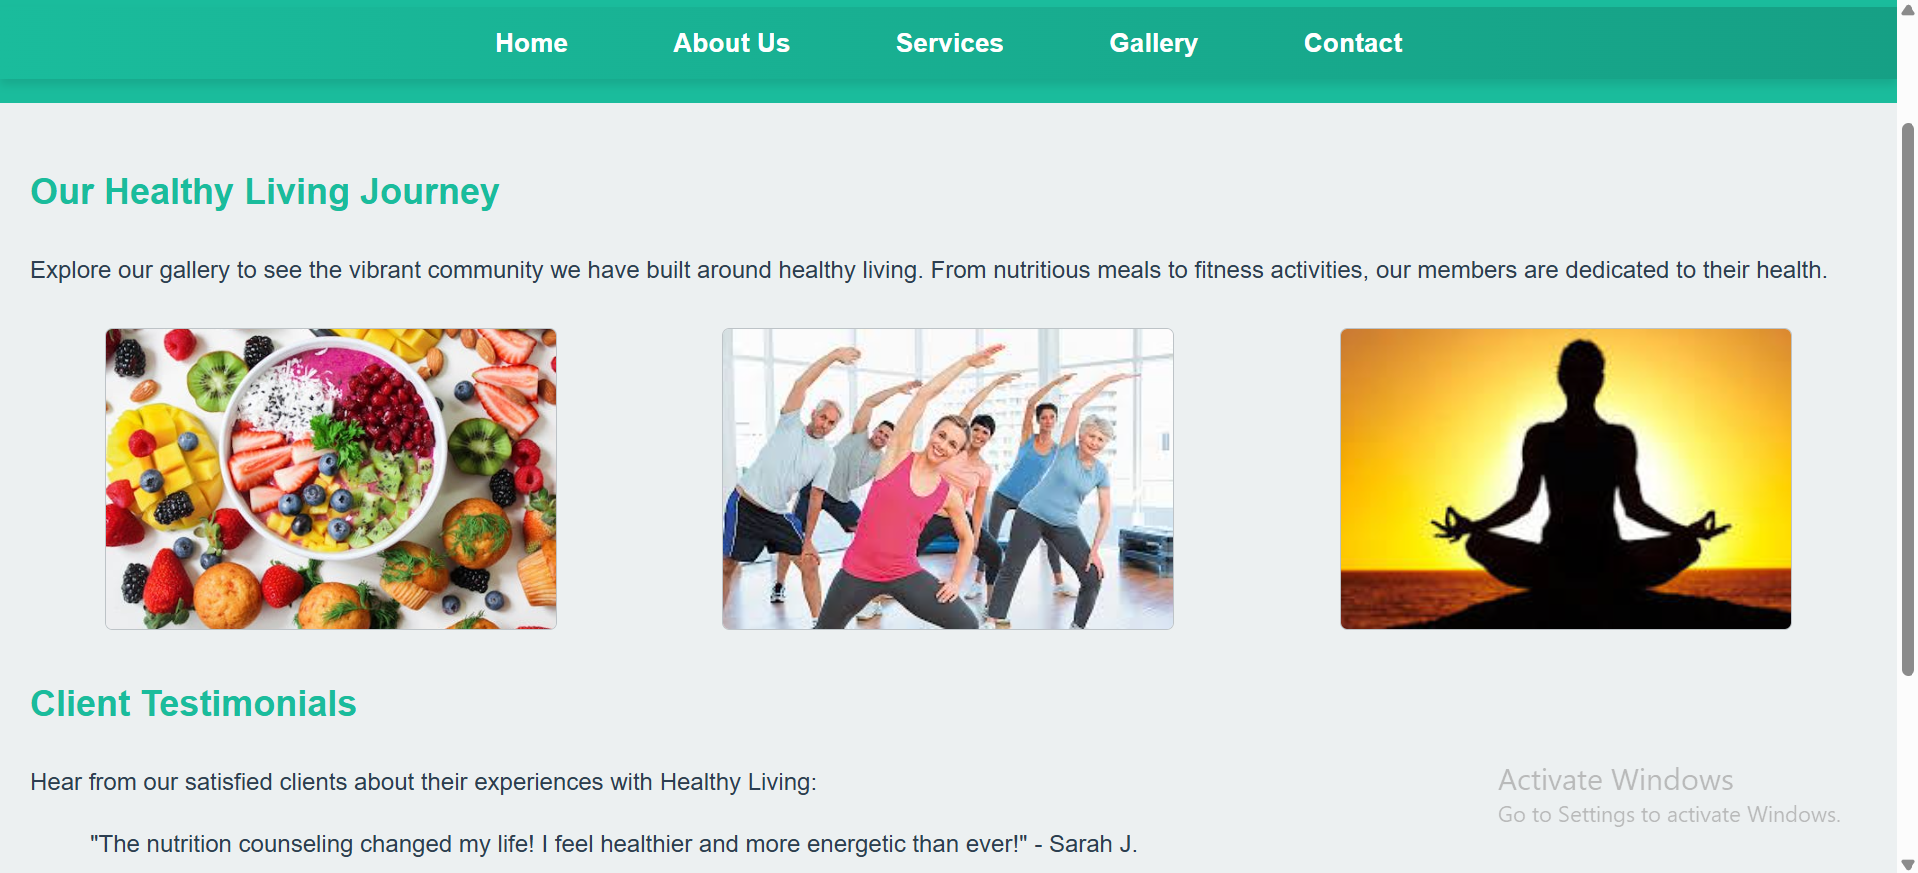 Home About Us Services Gallery Contact
Our Healthy Living Journey
Explore our gallery to see the vibrant community we have built around healthy living. From nutritious meals to fitness activities, our members are dedicated to their health.
Client Testimonials
Hear from our satisfied clients about their experiences with Healthy Living:
"The nutrition counseling changed my life! I feel healthier and more energetic than ever!" - Sarah J.
Activate Windows
Go to Settings to activate Windows.